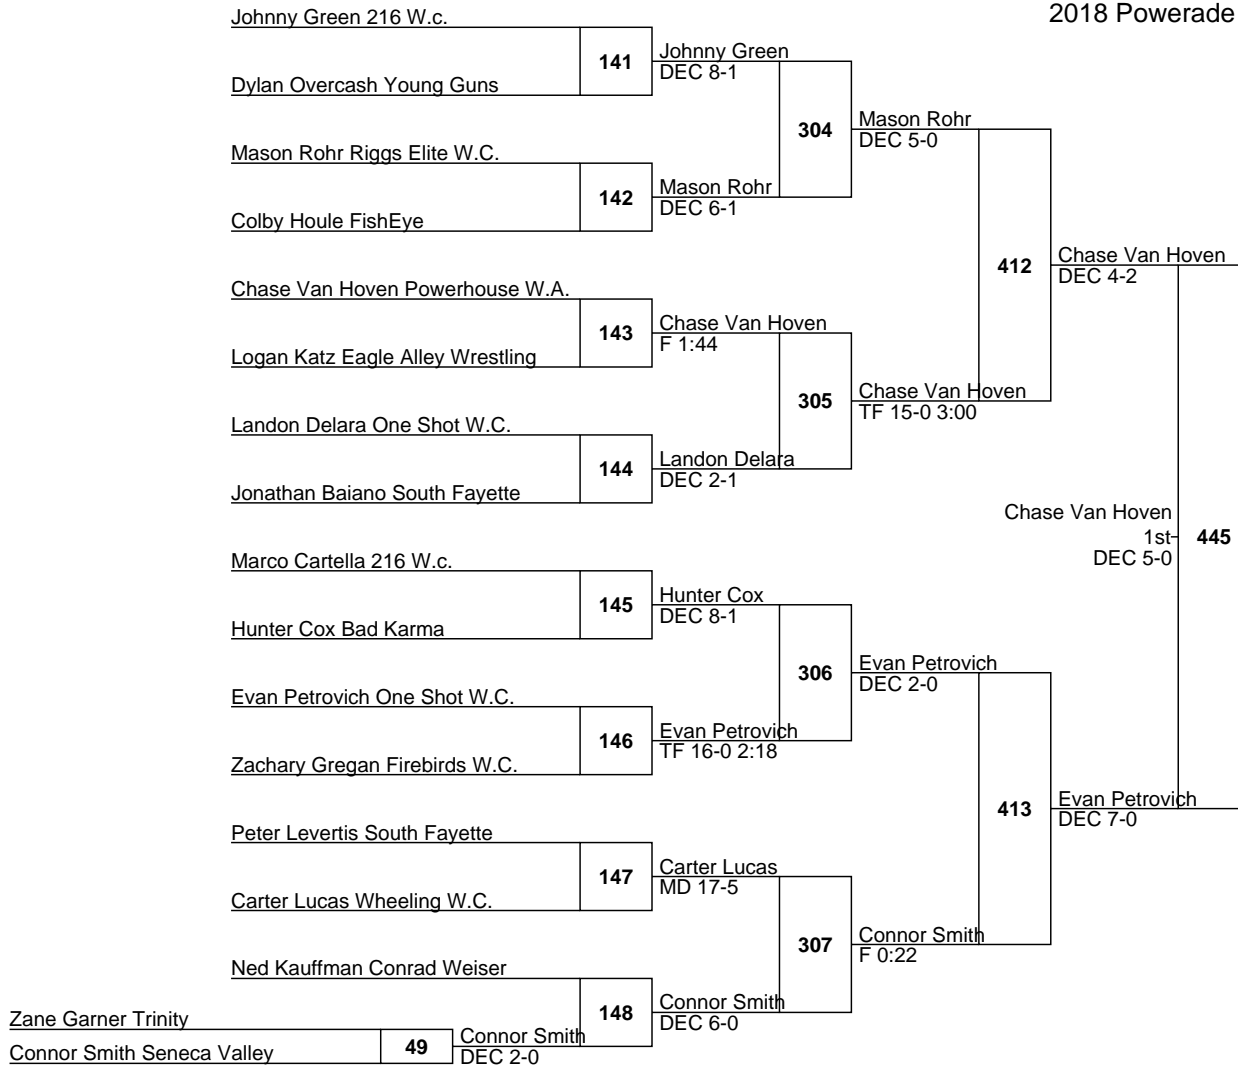 2018 Powerade
Johnny Green 216 W.c.
141
Johnny Green
DEC 8-1
Dylan Overcash Young Guns
304
Mason Rohr
DEC 5-0
Mason Rohr Riggs Elite W.C.
142
Mason Rohr
DEC 6-1
Colby Houle FishEye
412
Chase Van Hoven
DEC 4-2
Chase Van Hoven Powerhouse W.A.
143
Chase Van Hoven
F 1:44
Logan Katz Eagle Alley Wrestling
305
Chase Van Hoven
TF 15-0 3:00
Landon Delara One Shot W.C.
144
Landon Delara
DEC 2-1
Jonathan Baiano South Fayette
Chase Van Hoven
1st
DEC 5-0
445
Marco Cartella 216 W.c.
145
Hunter Cox
DEC 8-1
Hunter Cox Bad Karma
306
Evan Petrovich
DEC 2-0
Evan Petrovich One Shot W.C.
146
Evan Petrovich
TF 16-0 2:18
Zachary Gregan Firebirds W.C.
413
Evan Petrovich
DEC 7-0
Peter Levertis South Fayette
147
Carter Lucas
MD 17-5
Carter Lucas Wheeling W.C.
307
Connor Smith
F 0:22
Ned Kauffman Conrad Weiser
148
Connor Smith
DEC 6-0
Zane Garner Trinity
49
Connor Smith
DEC 2-0
Connor Smith Seneca Valley